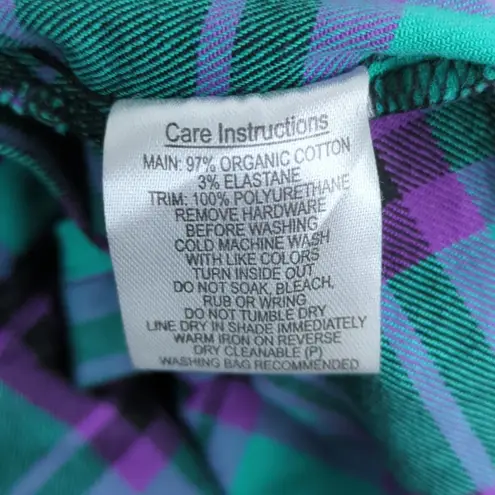 Care Instructions
MAIN: 97% ORGANIC COTTON
3% ELASTANE
TRIM: 100% POLYURETHANE
REMOVE HARDWARE
BEFORE WASHING
COLD MACHINE WASH
WITH LIKE COLORS
TURN INSIDE OUT
DO NOT SOAK, BLEACH,
RUB OR WRING
DO NOT TUMBLE DRY
LINE DRY IN SHADE IMMEDIATELY
WARM IRON ON REVERSE
DRY CLEANABLE (P)
WASHING BAG RECOMMENDED